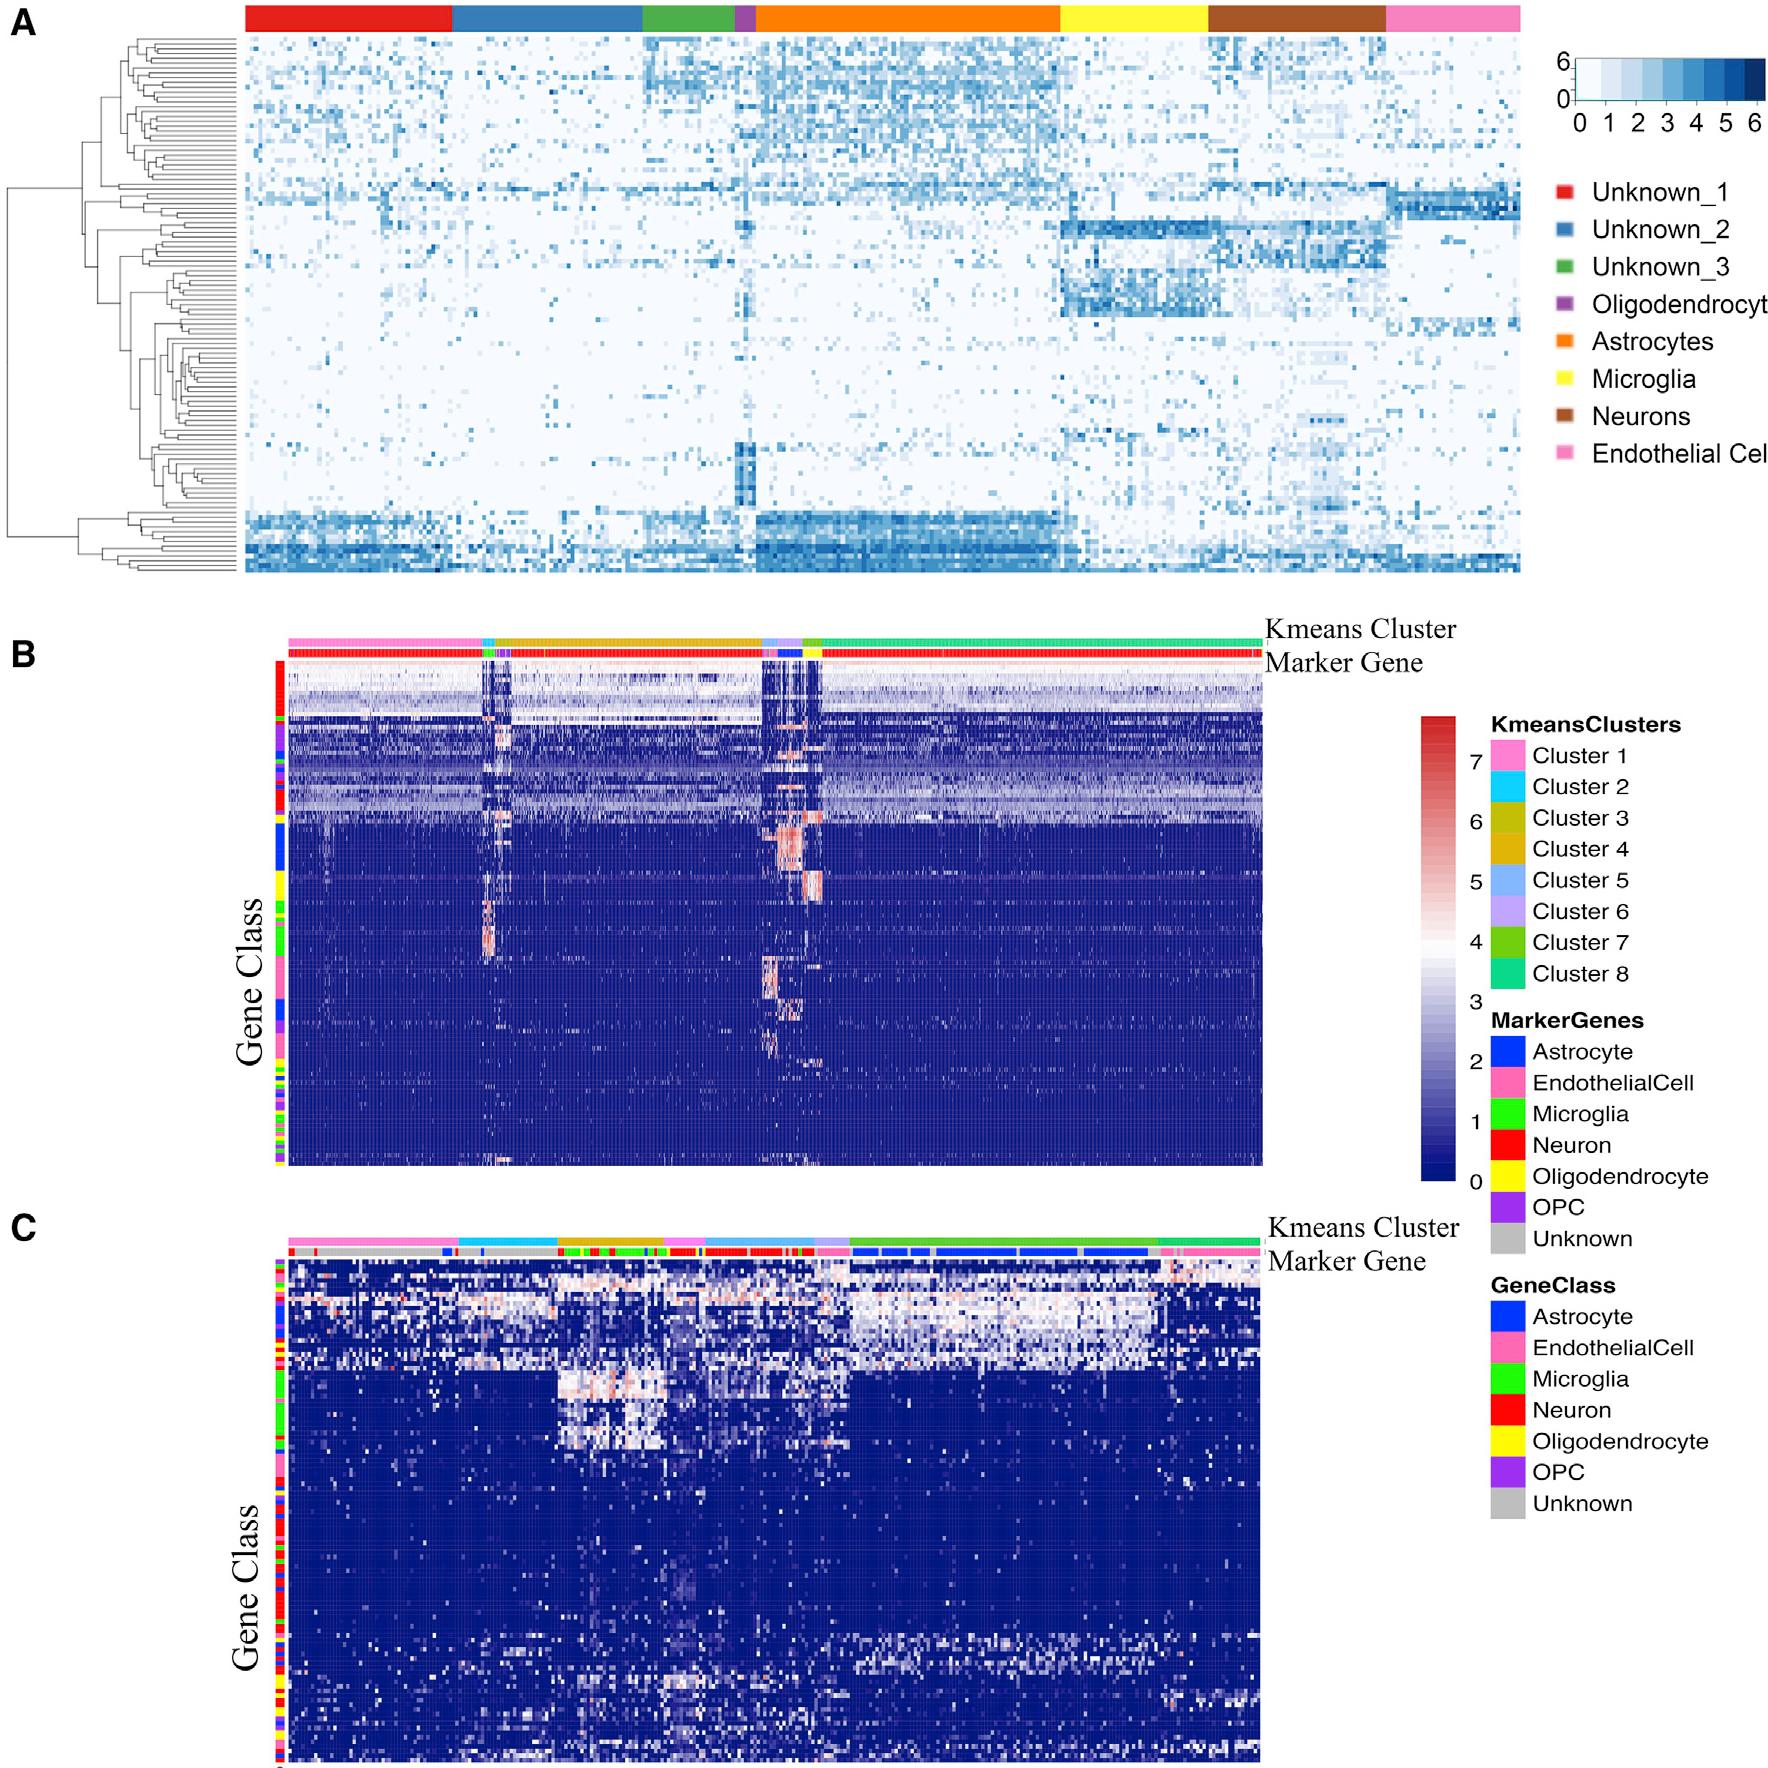 A
6
0
0 1 2 3 4 5 6
Unknown_1
Unknown_2
Unknown_3
Oligodendrocyt
Astrocytes
Microglia
Neurons
Endothelial Cel
B
Kmeans Cluster
Marker Gene
Gene Class
7
6
5
4
3
2
1
0
KmeansClusters
Cluster 1
Cluster 2
Cluster 3
Cluster 4
Cluster 5
Cluster 6
Cluster 7
Cluster 8
MarkerGenes
Astrocyte
EndothelialCell
Microglia
Neuron
Oligodendrocyte
OPC
Unknown
GeneClass
Astrocyte
EndothelialCell
Microglia
Neuron
Oligodendrocyte
OPC
Unknown
C
Kmeans Cluster
Marker Gene
Gene Class